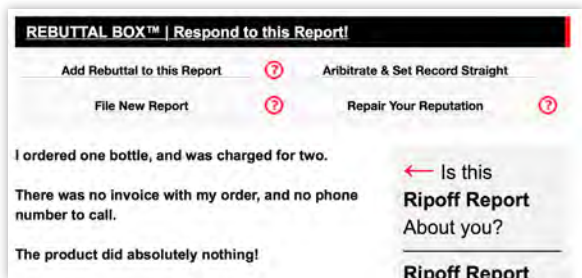 REBUTTAL BOX™ | Respond to this Report!
Add Rebuttal to this Report ?
Aribitrate & Set Record Straight
File New Report ?
Repair Your Reputation ?
I ordered one bottle, and was charged for two.
There was no invoice with my order, and no phone
number to call.
The product did absolutely nothing!
← Is this
Ripoff Report
About you?
Ripoff Report